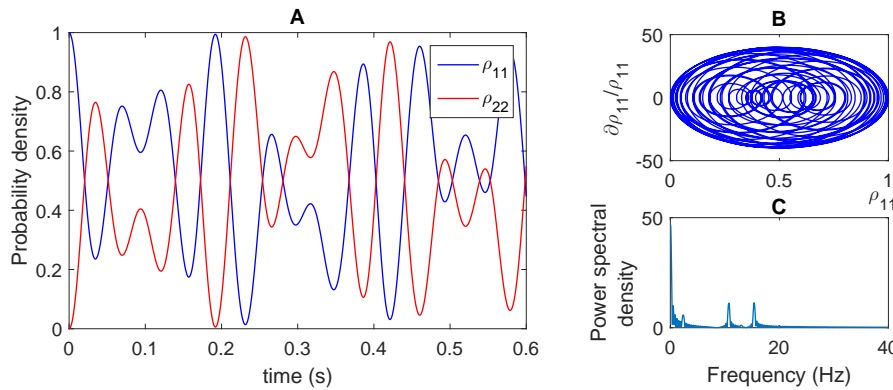 A
Probability density
1
0.8
0.6
0.4
0.2
0
0 0.1 0.2 0.3 0.4 0.5 0.6
time (s)
ρ11
ρ22
B
∂ρ11/ρ11
50
0
-50
0 0.5 1
ρ11
C
Power spectral
density
50
0
0 20 40
Frequency (Hz)